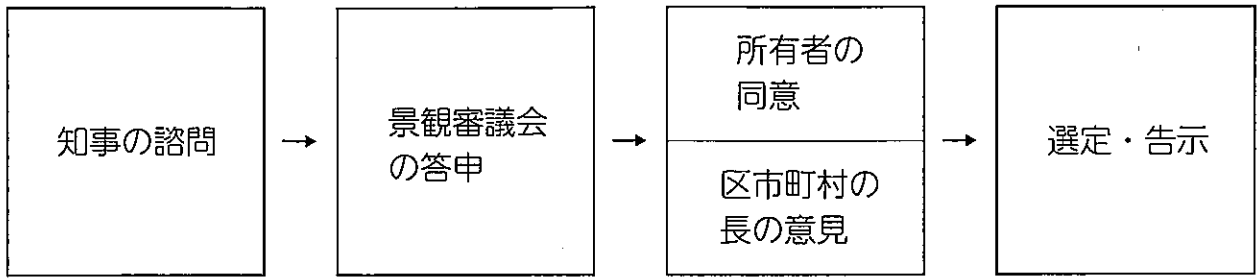 知事の諮問
→
景観審議会
の答申
→
所有者の
同意
区市町村の
長の意見
→
選定・告示